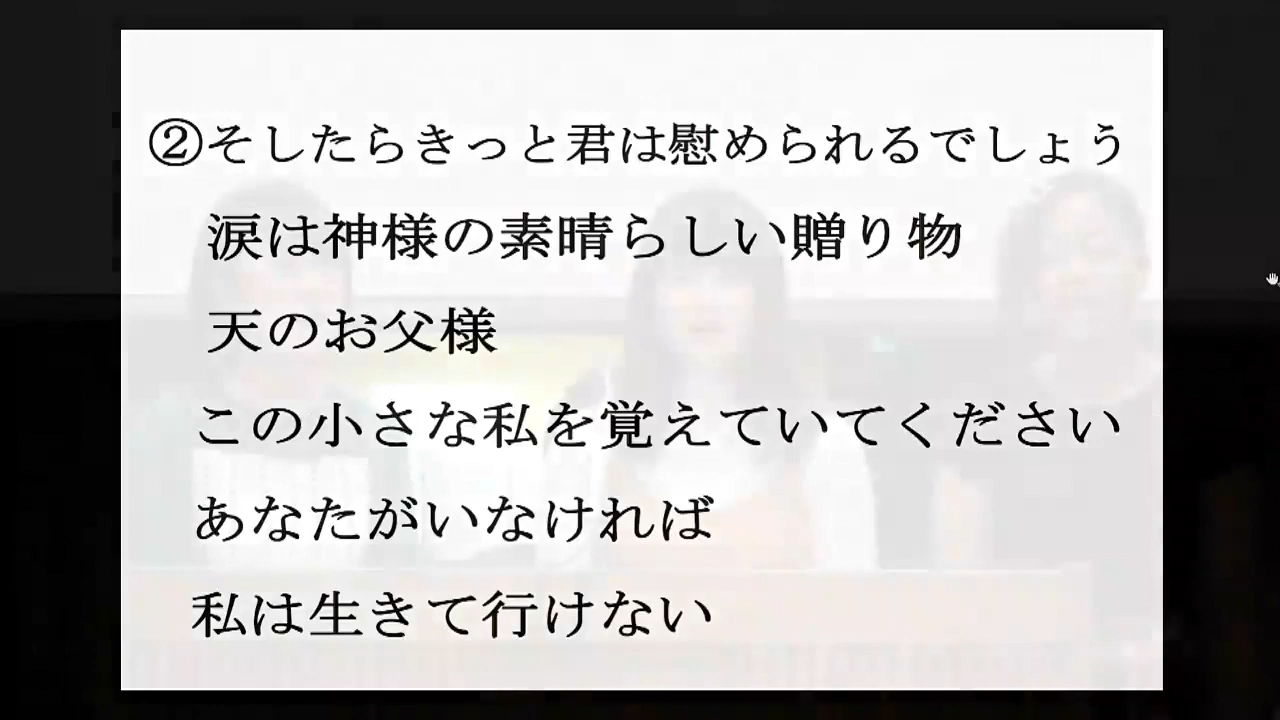 ②そしたらきっと君は慰められるでしょう
涙は神様の素晴らしい贈り物
天のお父様
この小さな私を覚えていてください
あなたがいなければ
私は生きて行けない